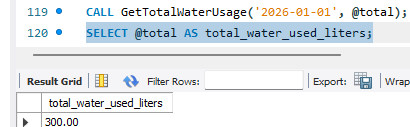 119 CALL GetTotalWaterUsage('2026-01-01', @total);
120 SELECT @total AS total_water_used_liters;
Result Grid Filter Rows: Export: Wrap
total_water_used_liters
300.00